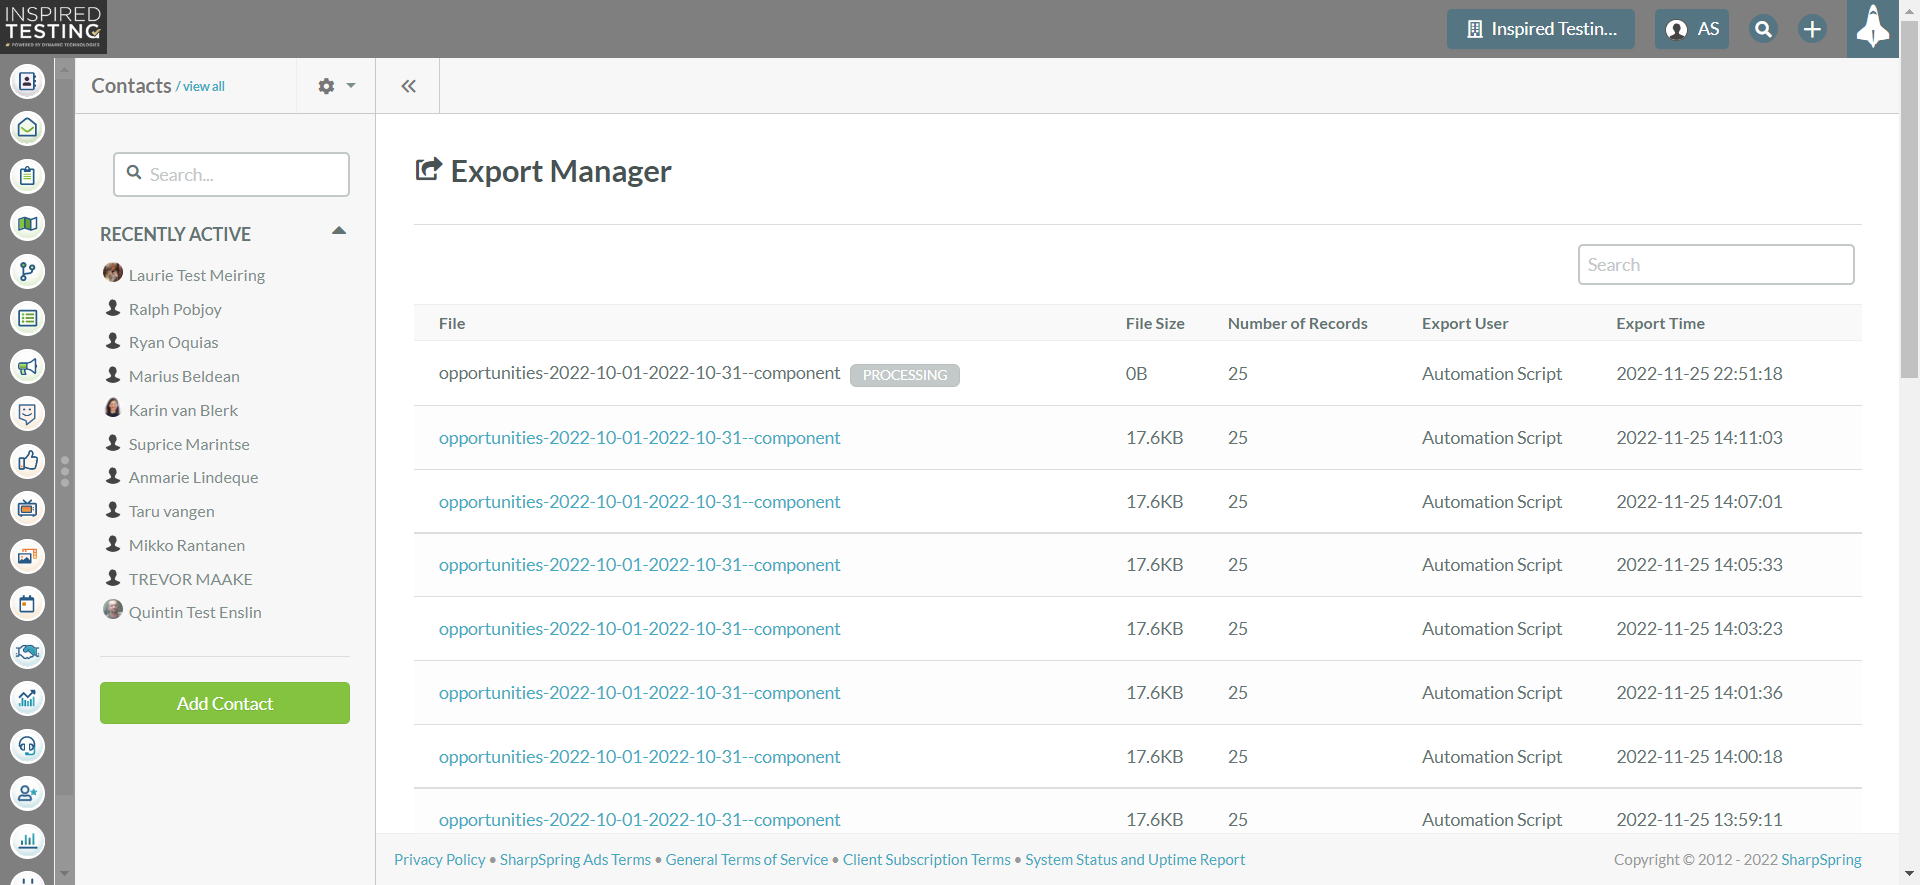 INSPIRED
TESTING
POWERED BY DYNAMIC TECHNOLOGIES
Inspired Testin...
AS
Contacts / view all
Search...
RECENTLY ACTIVE
Laurie Test Meiring
Ralph Pobjoy
Ryan Oquias
Marius Beldean
Karin van Blerk
Suprice Marintse
Anmarie Lindeque
Taru vangen
Mikko Rantanen
TREVOR MAAKE
Quintin Test Enslin
Add Contact
Export Manager
Search
File File Size Number of Records Export User Export Time
opportunities-2022-10-01-2022-10-31--component PROCESSING 0B 25 Automation Script 2022-11-25 22:51:18
opportunities-2022-10-01-2022-10-31--component 17.6KB 25 Automation Script 2022-11-25 14:11:03
opportunities-2022-10-01-2022-10-31--component 17.6KB 25 Automation Script 2022-11-25 14:07:01
opportunities-2022-10-01-2022-10-31--component 17.6KB 25 Automation Script 2022-11-25 14:05:33
opportunities-2022-10-01-2022-10-31--component 17.6KB 25 Automation Script 2022-11-25 14:03:23
opportunities-2022-10-01-2022-10-31--component 17.6KB 25 Automation Script 2022-11-25 14:01:36
opportunities-2022-10-01-2022-10-31--component 17.6KB 25 Automation Script 2022-11-25 14:00:18
opportunities-2022-10-01-2022-10-31--component 17.6KB 25 Automation Script 2022-11-25 13:59:11
Privacy Policy • SharpSpring Ads Terms • General Terms of Service • Client Subscription Terms • System Status and Uptime Report
Copyright © 2012 - 2022 SharpSpring